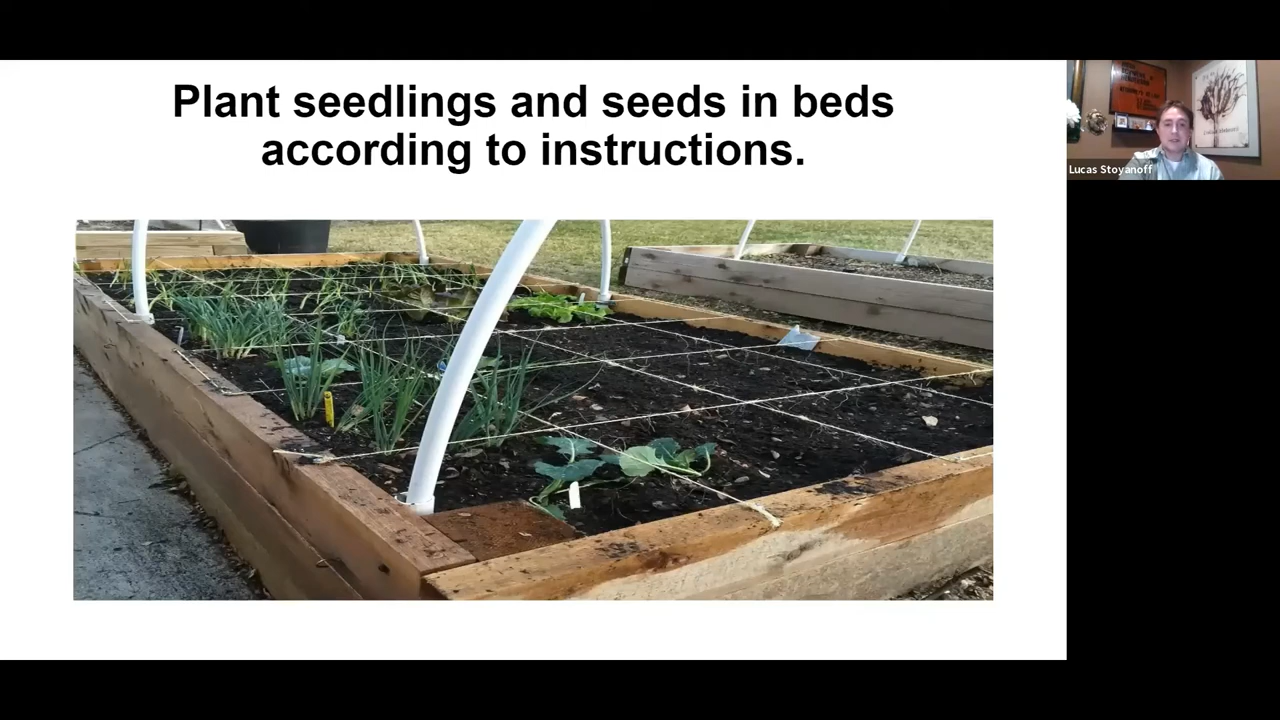 Plant seedlings and seeds in beds
according to instructions.
Lucas Stoyanoff